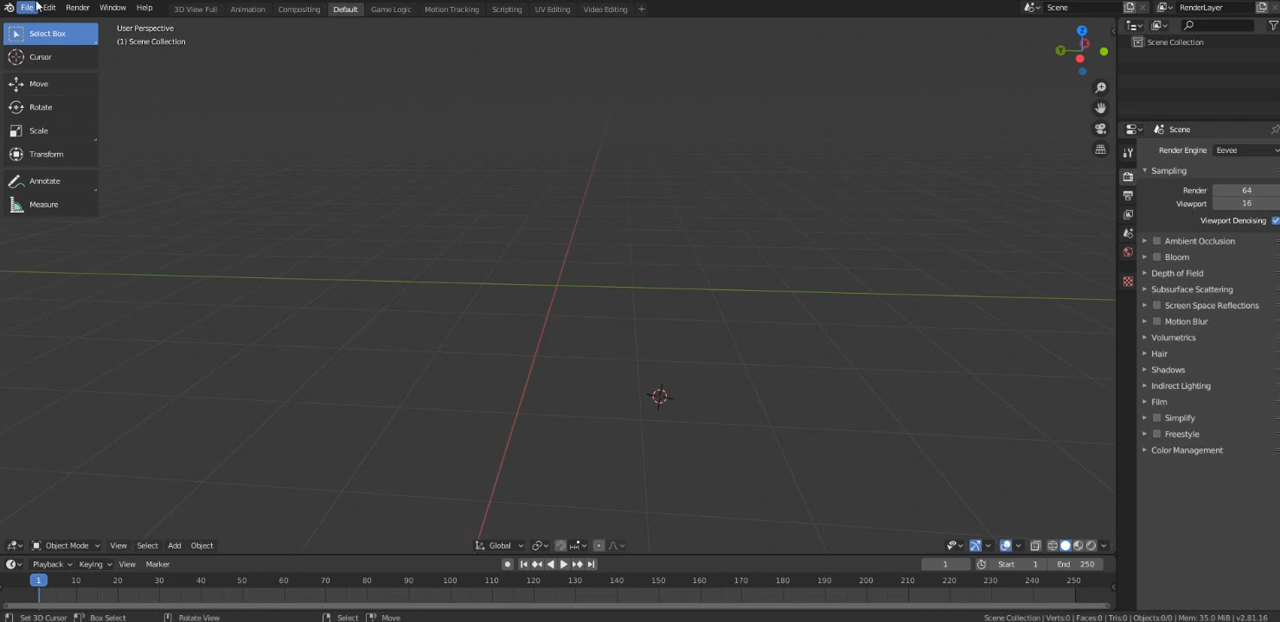 File Edit Render Window Help 3D View Full Animation Compositing Default Game Logic Motion Tracking Scripting UV Editing Video Editing + Scene RenderLayer
Select Box
Cursor
Move
Rotate
Scale
Transform
Annotate
Measure
User Perspective
(1) Scene Collection
Z
Y
Scene Collection
Scene
Render Engine Eevee
Sampling
Render 64
Viewport 16
Viewport Denoising
Ambient Occlusion
Bloom
Depth of Field
Subsurface Scattering
Screen Space Reflections
Motion Blur
Volumetrics
Hair
Shadows
Indirect Lighting
Film
Simplify
Freestyle
Color Management
Object Mode View Select Add Object Global
Playback Keying View Marker 1 Start 1 End 250
1 10 20 30 40 50 60 70 80 90 100 110 120 130 140 150 160 170 180 190 200 210 220 230 240 250
Set 3D Cursor Box Select Rotate View Select Move Scene Collection | Verts:0 | Faces:0 | Tris:0 | Objects:0/0 | Mem: 35.0 MiB | v2.81.16